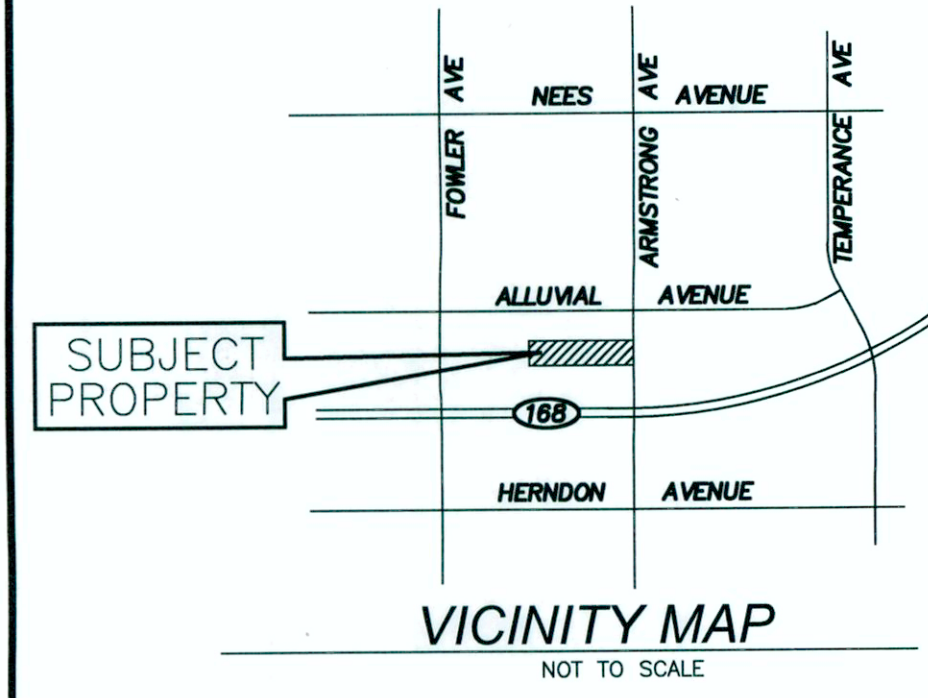 FOWLER AVE
NEES AVENUE
ARMSTRONG AVE
TEMPERANCE AVE
ALLUVIAL AVENUE
SUBJECT
PROPERTY
168
HERNDON AVENUE
VICINITY MAP
NOT TO SCALE